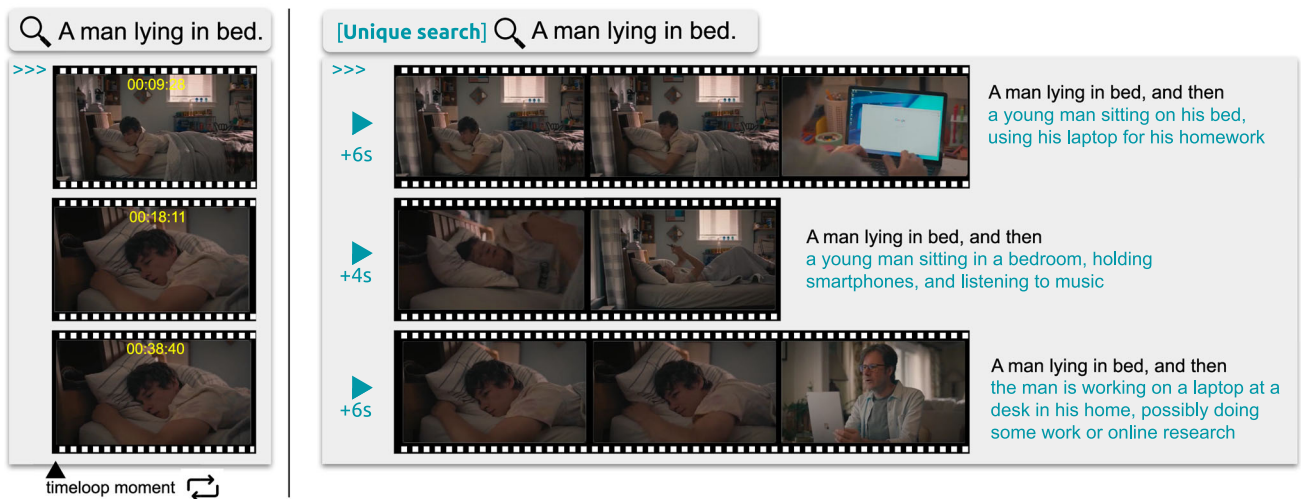 A man lying in bed.
>>>
00:09:28
00:18:11
00:38:40
timeloop moment
[Unique search] A man lying in bed.
>>>
+6s
A man lying in bed, and then
a young man sitting on his bed,
using his laptop for his homework
+4s
A man lying in bed, and then
a young man sitting in a bedroom, holding
smartphones, and listening to music
+6s
A man lying in bed, and then
the man is working on a laptop at a
desk in his home, possibly doing
some work or online research